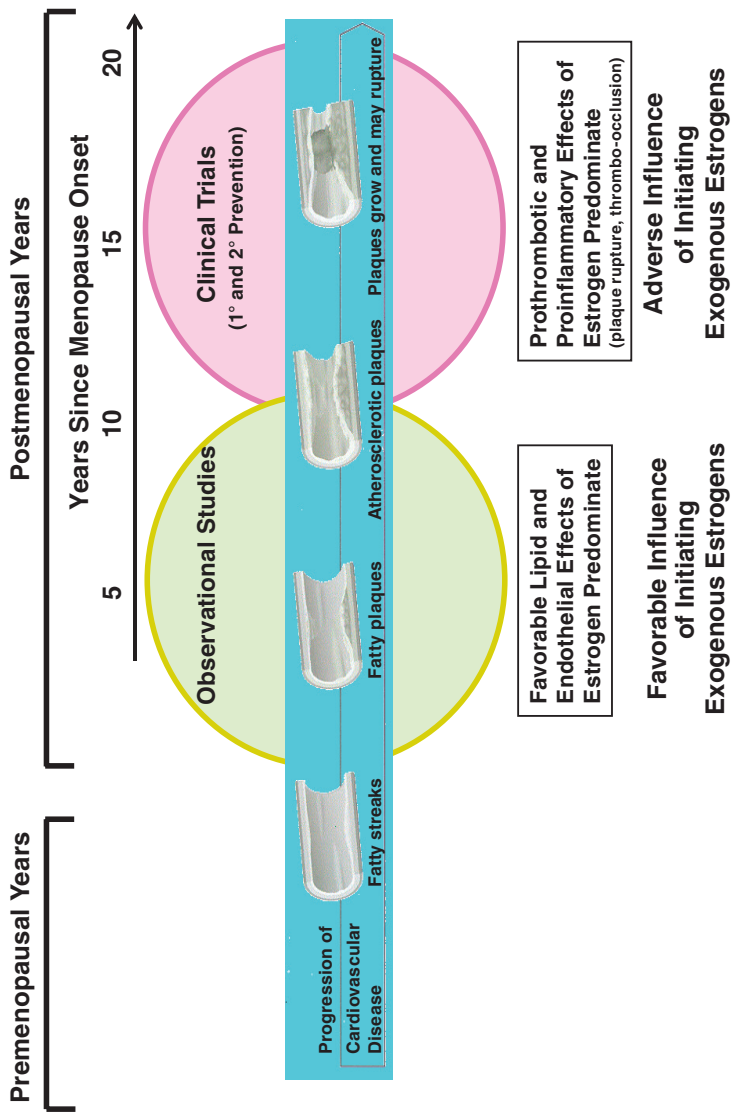 Premenopausal Years
Postmenopausal Years
Years Since Menopause Onset
5
10
15
20
Observational Studies
Clinical Trials
(1° and 2° Prevention)
Progression of
Cardiovascular
Disease
Fatty streaks
Fatty plaques
Atherosclerotic plaques
Plaques grow and may rupture
Favorable Lipid and
Endothelial Effects of
Estrogen Predominate
Prothrombotic and
Proinflammatory Effects of
Estrogen Predominate
(plaque rupture, thrombo-occlusion)
Favorable Influence
of Initiating
Exogenous Estrogens
Adverse Influence
of Initiating
Exogenous Estrogens